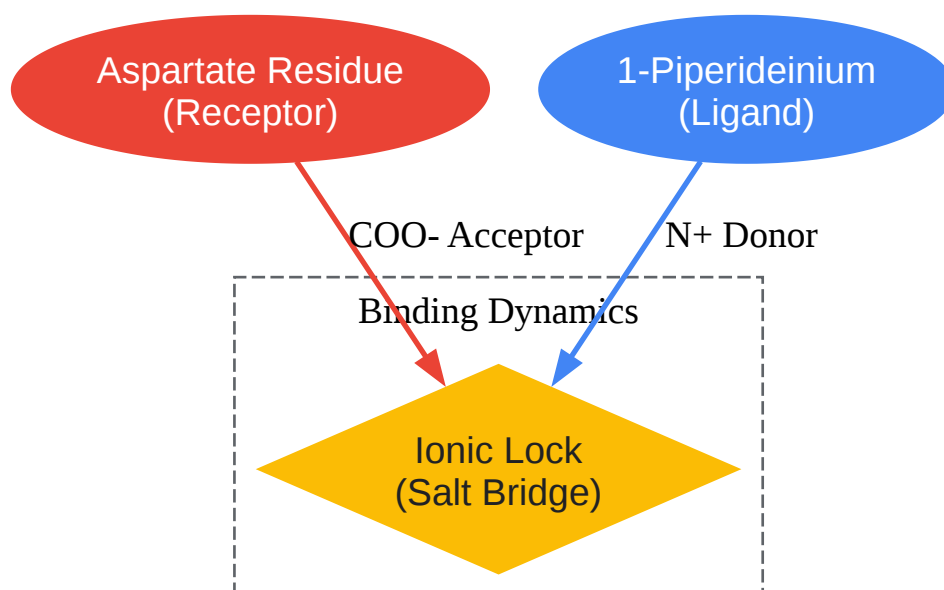 Aspartate Residue
(Receptor)
1-Piperideinium
(Ligand)
COO- Acceptor
N+ Donor
Binding Dynamics
Ionic Lock
(Salt Bridge)